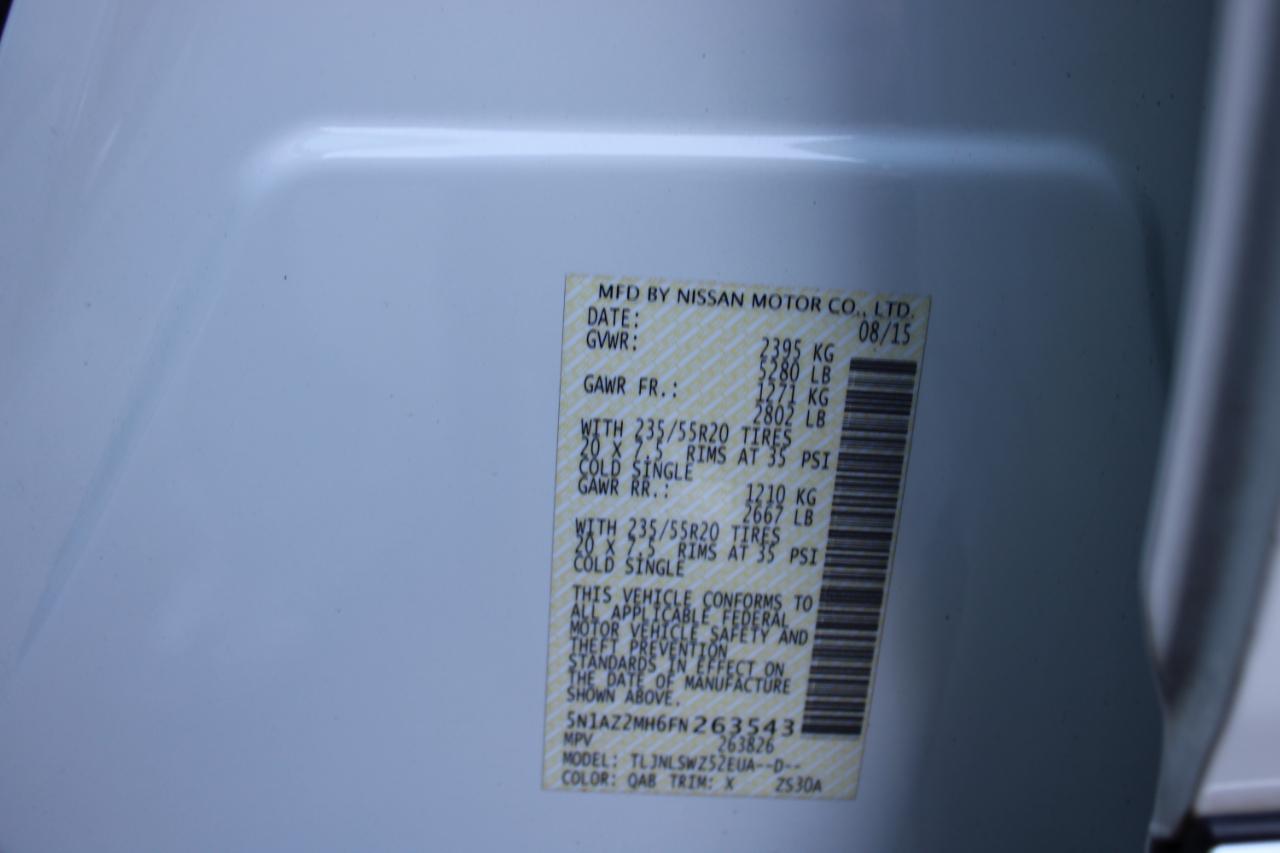 MFD BY NISSAN MOTOR CO., LTD.
DATE: 08/15
GVWR: 2395 KG
5280 LB
GAWR FR.: 1271 KG
2802 LB
WITH 235/55R20 TIRES
20 X 7.5 RIMS AT 35 PSI
COLD SINGLE
GAWR RR.: 1210 KG
2667 LB
WITH 235/55R20 TIRES
20 X 7.5 RIMS AT 35 PSI
COLD SINGLE
THIS VEHICLE CONFORMS TO
ALL APPLICABLE FEDERAL
MOTOR VEHICLE SAFETY AND
THEFT PREVENTION
STANDARDS IN EFFECT ON
THE DATE OF MANUFACTURE
SHOWN ABOVE.
5N1AZ2MH6FN263543
MPV 263826
MODEL: TLJNLSWZ52EUA--D--
COLOR: QAB TRIM: X ZS30A